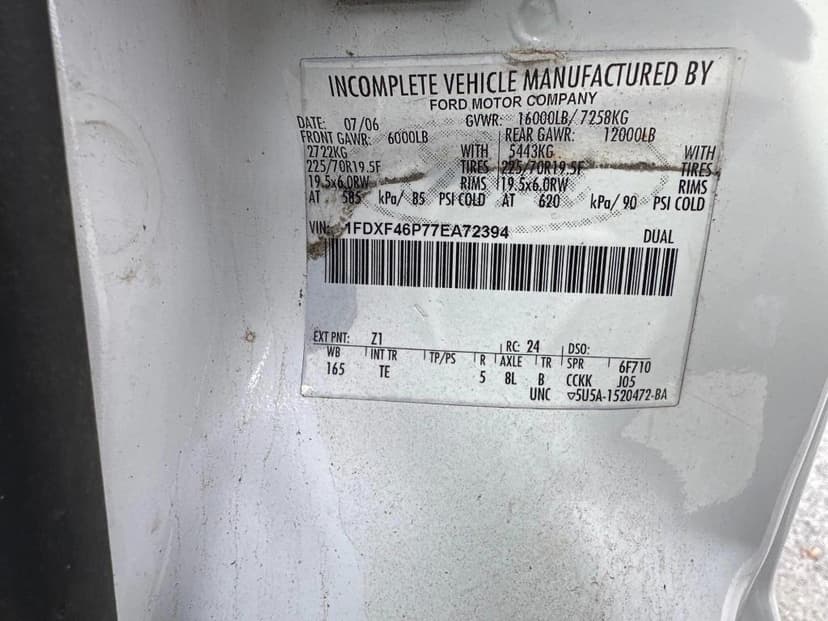 INCOMPLETE VEHICLE MANUFACTURED BY
FORD MOTOR COMPANY
DATE: 07/06 GVWR: 16000LB/ 7258KG
FRONT GAWR: 6000LB REAR GAWR: 12000LB
2722KG WITH 5443KG WITH
225/70R19.5F TIRES 225/70R19.5F TIRES
19.5x6.0RW RIMS 19.5x6.0RW RIMS
AT 585 kPa/ 85 PSI COLD AT 620 kPa/ 90 PSI COLD
VIN: 1FDXF46P77EA72394 DUAL
EXT PNT: Z1 RC: 24 DSO:
WB INT TR TP/PS R AXLE TR SPR 6F710
165 TE 5 8L B CCKK J05
UNC ▽5U5A-1520472-BA